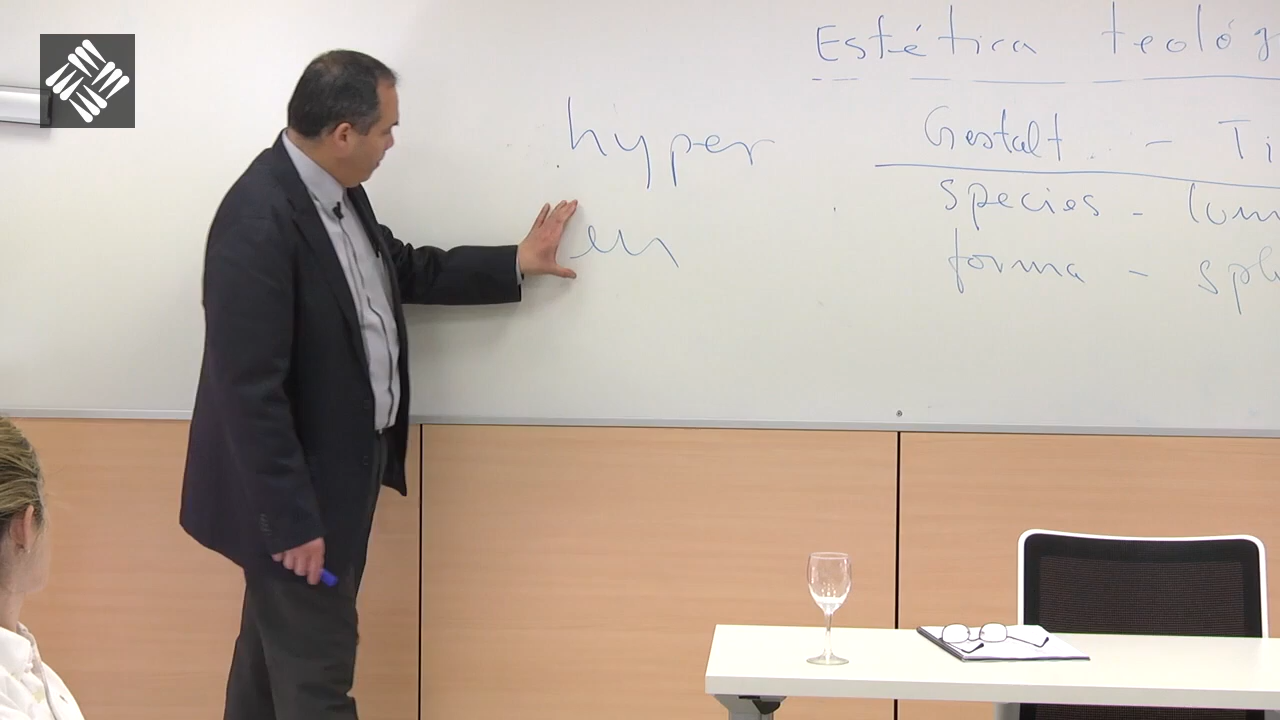 Estética teológ
hyper
Gestalt - Ti
en
species - lum
forma - spl